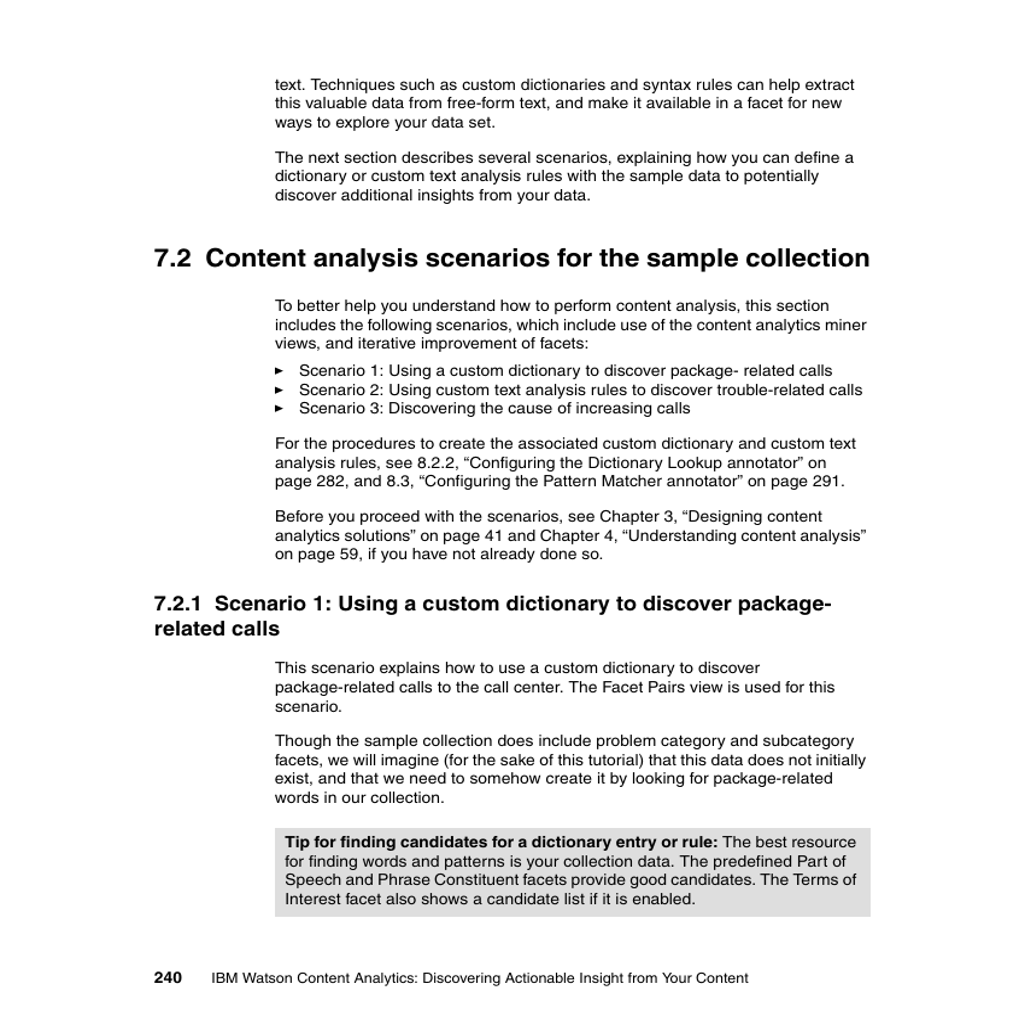 text. Techniques such as custom dictionaries and syntax rules can help extract
this valuable data from free-form text, and make it available in a facet for new
ways to explore your data set.
The next section describes several scenarios, explaining how you can define a
dictionary or custom text analysis rules with the sample data to potentially
discover additional insights from your data.
7.2 Content analysis scenarios for the sample collection
To better help you understand how to perform content analysis, this section
includes the following scenarios, which include use of the content analytics miner
views, and iterative improvement of facets:
► Scenario 1: Using a custom dictionary to discover package- related calls
► Scenario 2: Using custom text analysis rules to discover trouble-related calls
► Scenario 3: Discovering the cause of increasing calls
For the procedures to create the associated custom dictionary and custom text
analysis rules, see 8.2.2, “Configuring the Dictionary Lookup annotator” on
page 282, and 8.3, “Configuring the Pattern Matcher annotator” on page 291.
Before you proceed with the scenarios, see Chapter 3, “Designing content
analytics solutions” on page 41 and Chapter 4, “Understanding content analysis”
on page 59, if you have not already done so.
7.2.1 Scenario 1: Using a custom dictionary to discover package-
related calls
This scenario explains how to use a custom dictionary to discover
package-related calls to the call center. The Facet Pairs view is used for this
scenario.
Though the sample collection does include problem category and subcategory
facets, we will imagine (for the sake of this tutorial) that this data does not initially
exist, and that we need to somehow create it by looking for package-related
words in our collection.
Tip for finding candidates for a dictionary entry or rule: The best resource
for finding words and patterns is your collection data. The predefined Part of
Speech and Phrase Constituent facets provide good candidates. The Terms of
Interest facet also shows a candidate list if it is enabled.
240 IBM Watson Content Analytics: Discovering Actionable Insight from Your Content